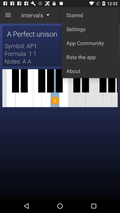 12:52
Intervals
Starred
Settings
App Community
Rate the app
About
A Perfect unison
Symbol: AP1
Formula: 1 1
Notes: A A